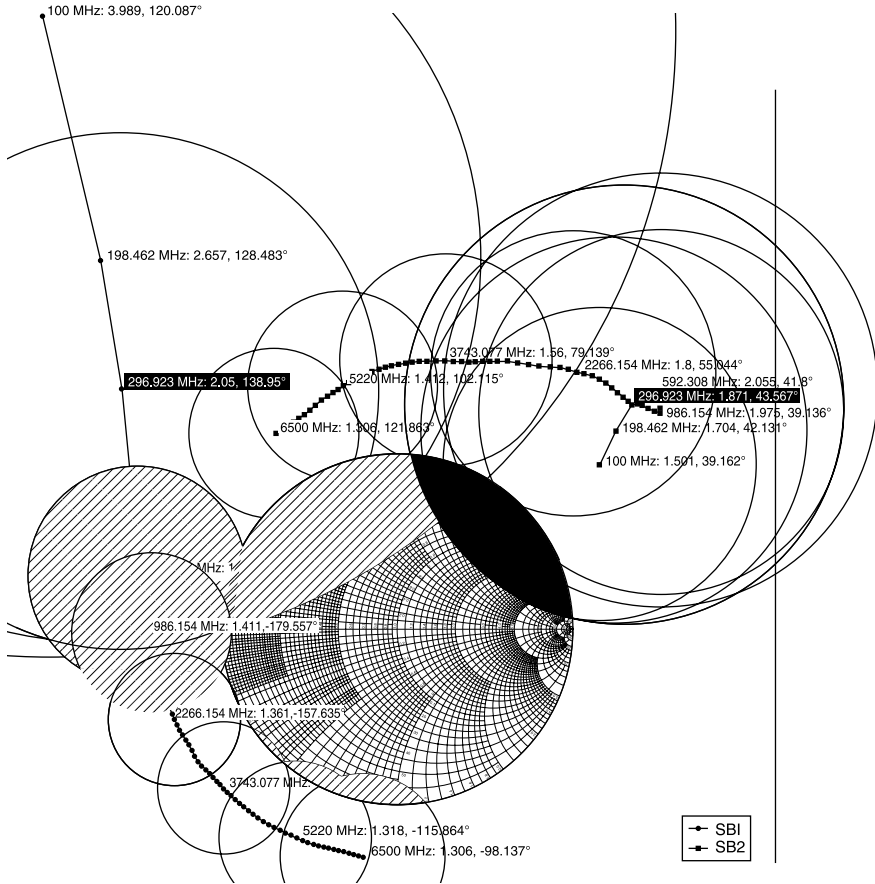 100 MHz: 3.989, 120.087°
198.462 MHz: 2.657, 128.483°
3743.077 MHz: 1.56, 79.139°
2266.154 MHz: 1.8, 55.044°
296.923 MHz: 2.05, 138.95°
5220 MHz: 1.412, 102.115°
592.308 MHz: 2.055, 41.8°
296.923 MHz: 1.871, 43.567°
986.154 MHz: 1.975, 39.136°
6500 MHz: 1.306, 121.863°
198.462 MHz: 1.704, 42.131°
100 MHz: 1.501, 39.162°
MHz: 1
986.154 MHz: 1.411,-179.557°
2266.154 MHz: 1.361,-157.635°
3743.077 MHz:
5220 MHz: 1.318, -115.864°
6500 MHz: 1.306, -98.137°
SBI
SB2